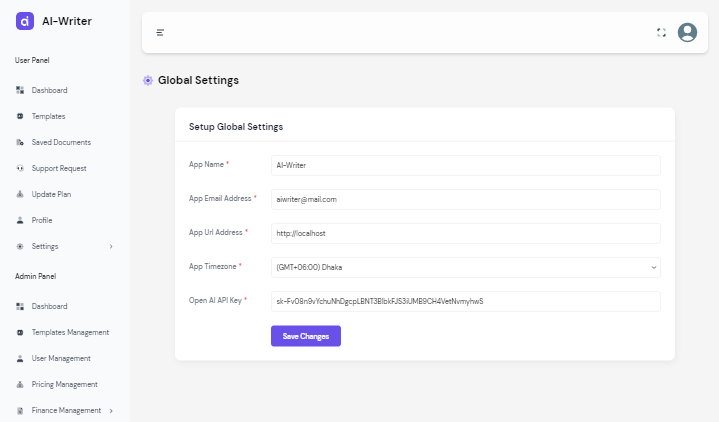 AI-Writer
User Panel
Dashboard
Templates
Saved Documents
Support Request
Update Plan
Profile
Settings
Admin Panel
Dashboard
Templates Management
User Management
Pricing Management
Finance Management
Global Settings
Setup Global Settings
App Name *
AI-Writer
App Email Address *
aiwriter@mail.com
App Url Address *
http://localhost
App Timezone *
(GMT+06:00) Dhaka
Open AI API Key *
Save Changes